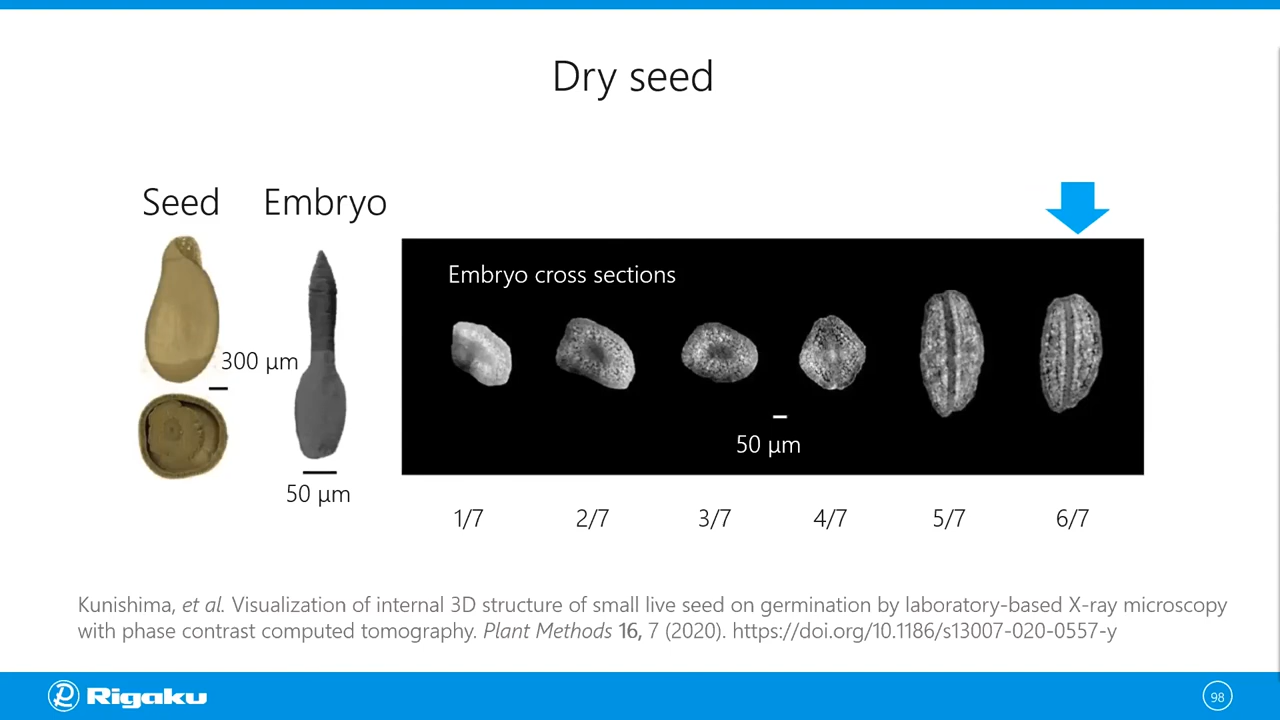 Dry seed
Seed
Embryo
300 μm
50 μm
Embryo cross sections
50 μm
1/7
2/7
3/7
4/7
5/7
6/7
Kunishima, et al. Visualization of internal 3D structure of small live seed on germination by laboratory-based X-ray microscopy
with phase contrast computed tomography. Plant Methods 16, 7 (2020). https://doi.org/10.1186/s13007-020-0557-y
Rigaku
98